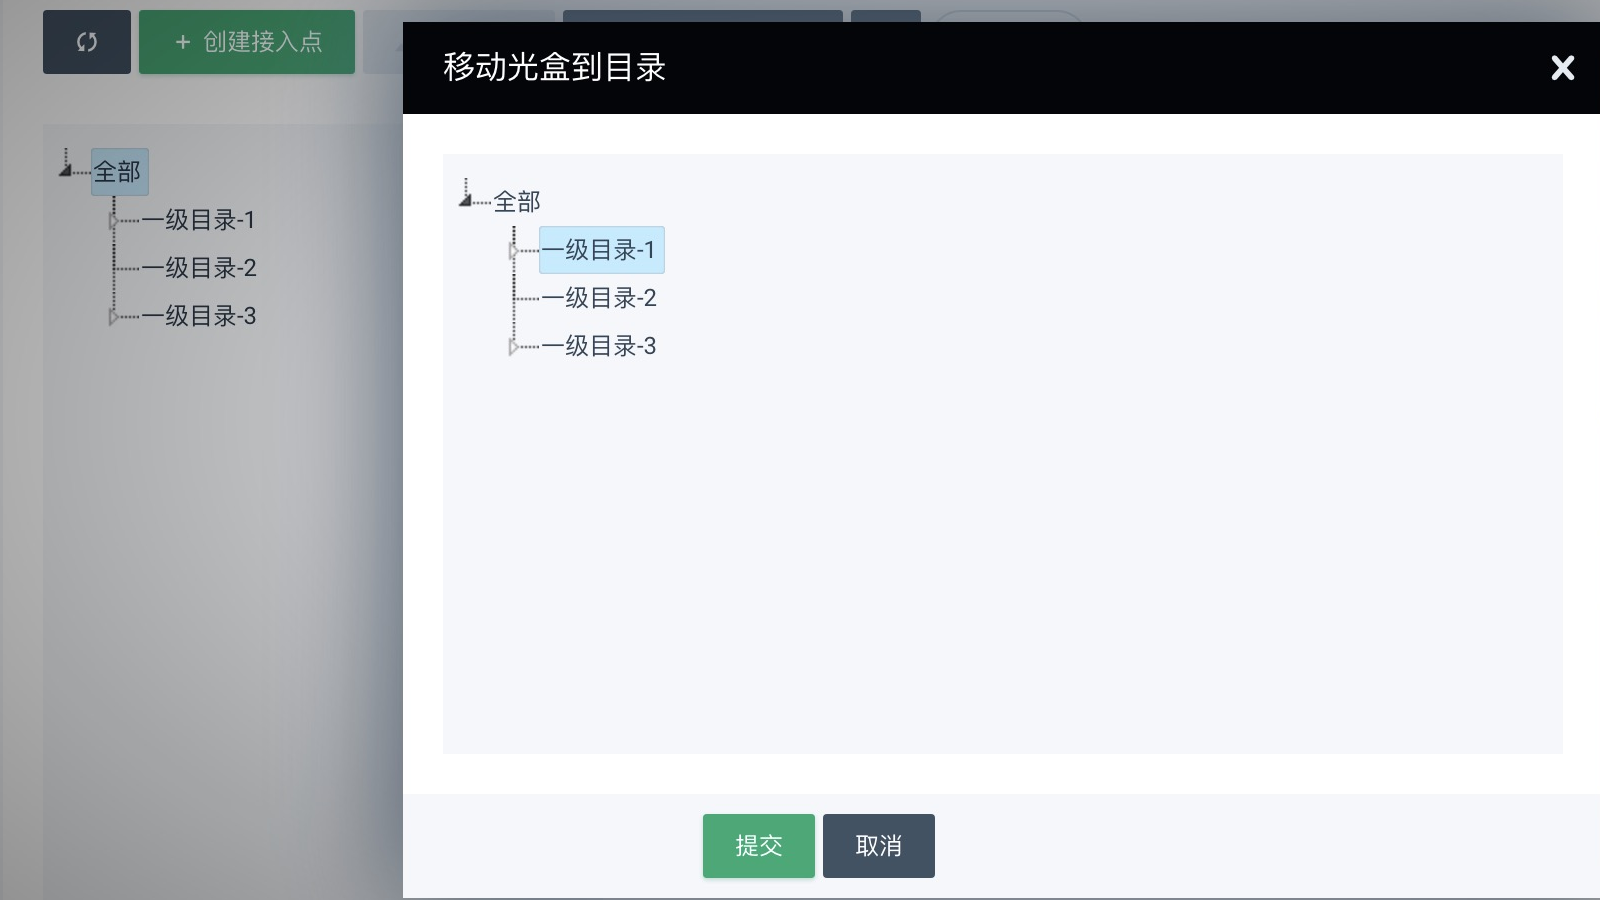 + 创建接入点
移动光盒到目录
全部
一级目录-1
一级目录-2
一级目录-3
全部
一级目录-1
一级目录-2
一级目录-3
提交
取消